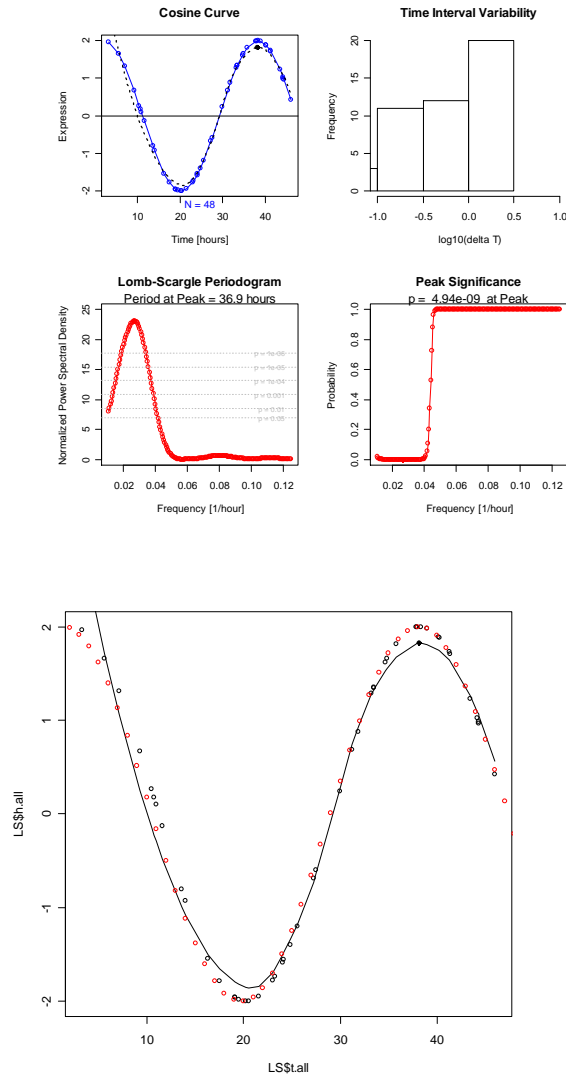 Cosine Curve
Expression
2
1
0
-1
-2
N = 48
10 20 30 40
Time [hours]
Time Interval Variability
Frequency
20
15
10
5
0
-1.0 -0.5 0.0 0.5 1.0
log10(delta T)
Lomb-Scargle Periodogram
Period at Peak = 36.9 hours
Normalized Power Spectral Density
25
20
15
10
5
0
p = 1e-06
p = 1e-05
p = 1e-04
p = 0.001
p = 0.01
p = 0.05
0.02 0.04 0.06 0.08 0.10 0.12
Frequency [1/hour]
Peak Significance
p = 4.94e-09 at Peak
Probability
1.0
0.8
0.6
0.4
0.2
0.0
0.02 0.04 0.06 0.08 0.10 0.12
Frequency [1/hour]
LS$h.all
2
1
0
-1
-2
10 20 30 40
LS$t.all